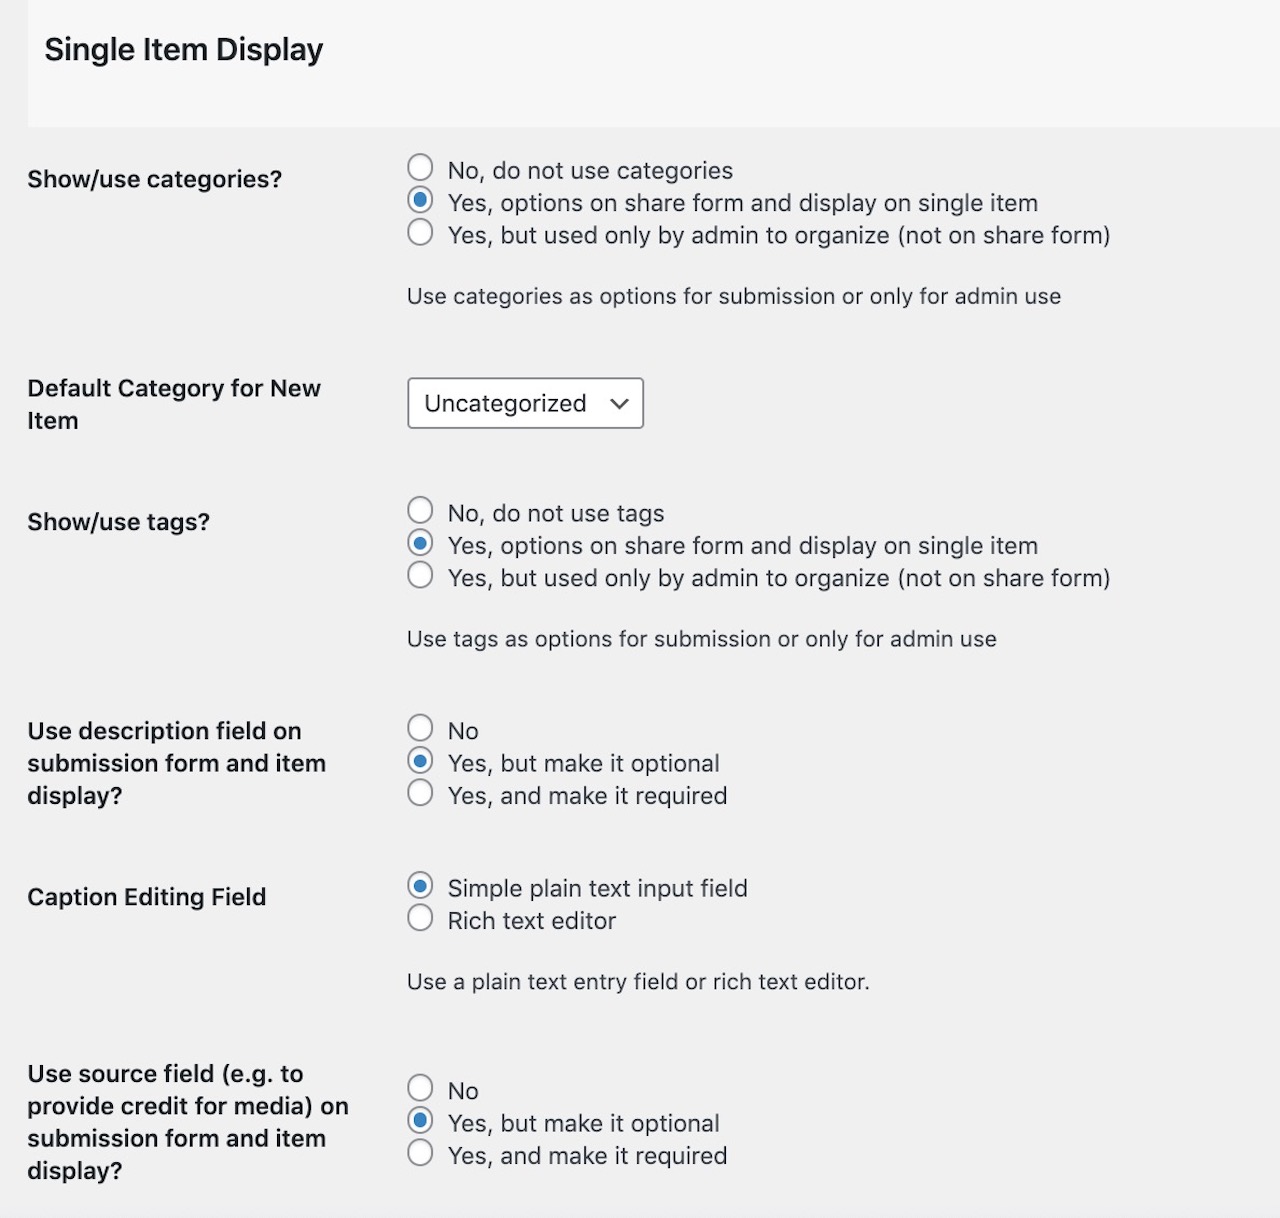 Single Item Display
Show/use categories?
No, do not use categories
Yes, options on share form and display on single item
Yes, but used only by admin to organize (not on share form)
Use categories as options for submission or only for admin use
Default Category for New
Item
Uncategorized
Show/use tags?
No, do not use tags
Yes, options on share form and display on single item
Yes, but used only by admin to organize (not on share form)
Use tags as options for submission or only for admin use
Use description field on
submission form and item
display?
No
Yes, but make it optional
Yes, and make it required
Caption Editing Field
Simple plain text input field
Rich text editor
Use a plain text entry field or rich text editor.
Use source field (e.g. to
provide credit for media) on
submission form and item
display?
No
Yes, but make it optional
Yes, and make it required